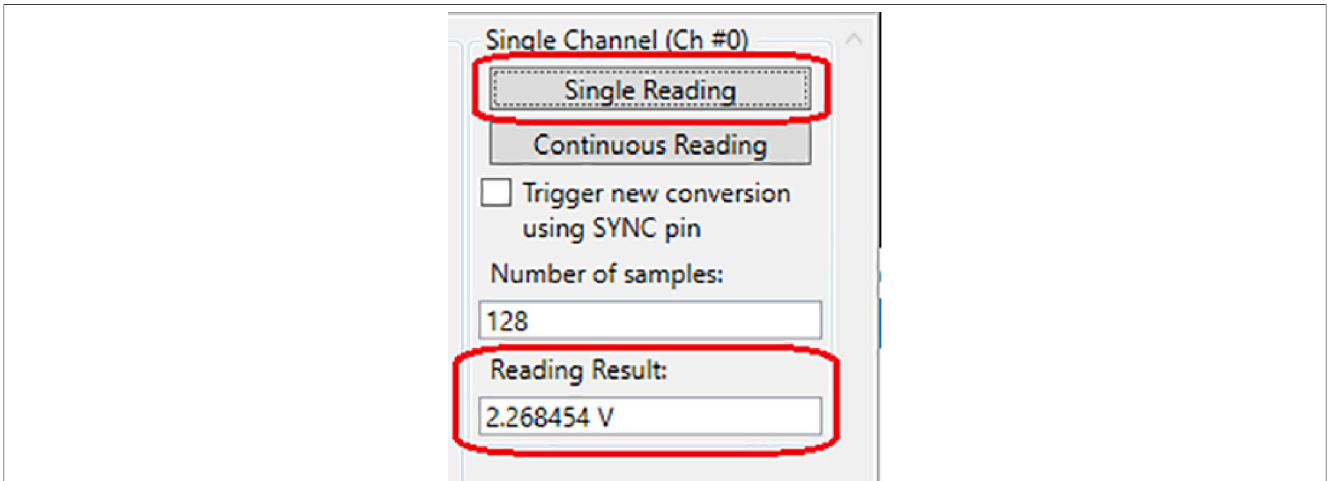 Single Channel (Ch #0)
Single Reading
Continuous Reading
Trigger new conversion
using SYNC pin
Number of samples:
128
Reading Result:
2.268454 V